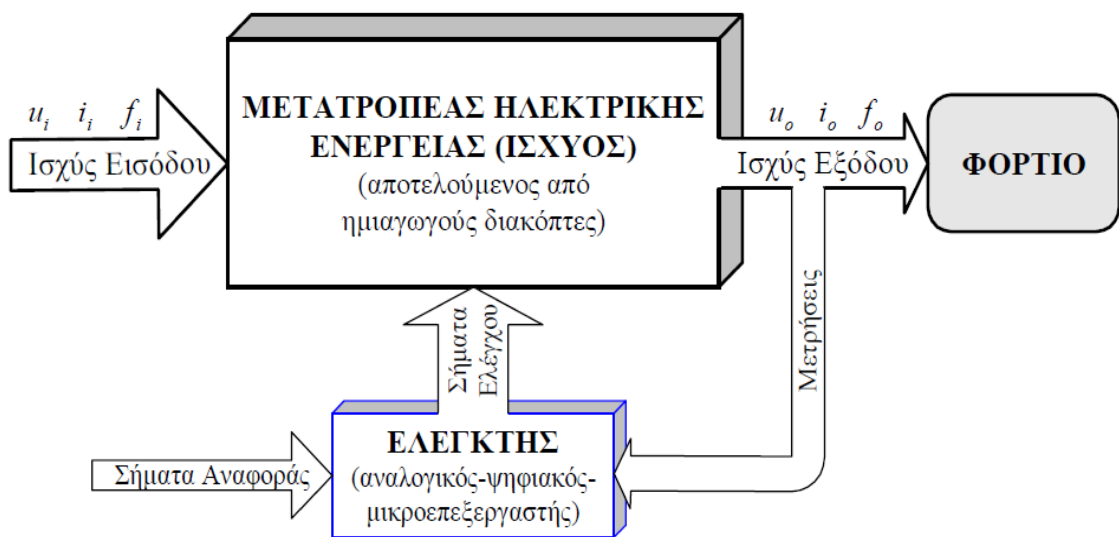 u_i i_i f_i
Ισχύς Εισόδου
ΜΕΤΑΤΡΟΠΕΑΣ ΗΛΕΚΤΡΙΚΗΣ
ΕΝΕΡΓΕΙΑΣ (ΙΣΧΥΟΣ)
(αποτελούμενος από
ημιαγωγούς διακόπτες)
u_o i_o f_o
Ισχύς Εξόδου
ΦΟΡΤΙΟ
Σήματα
Ελέγχου
Μετρήσεις
Σήματα Αναφοράς
ΕΛΕΓΚΤΗΣ
(αναλογικός-ψηφιακός-
μικροεπεξεργαστής)